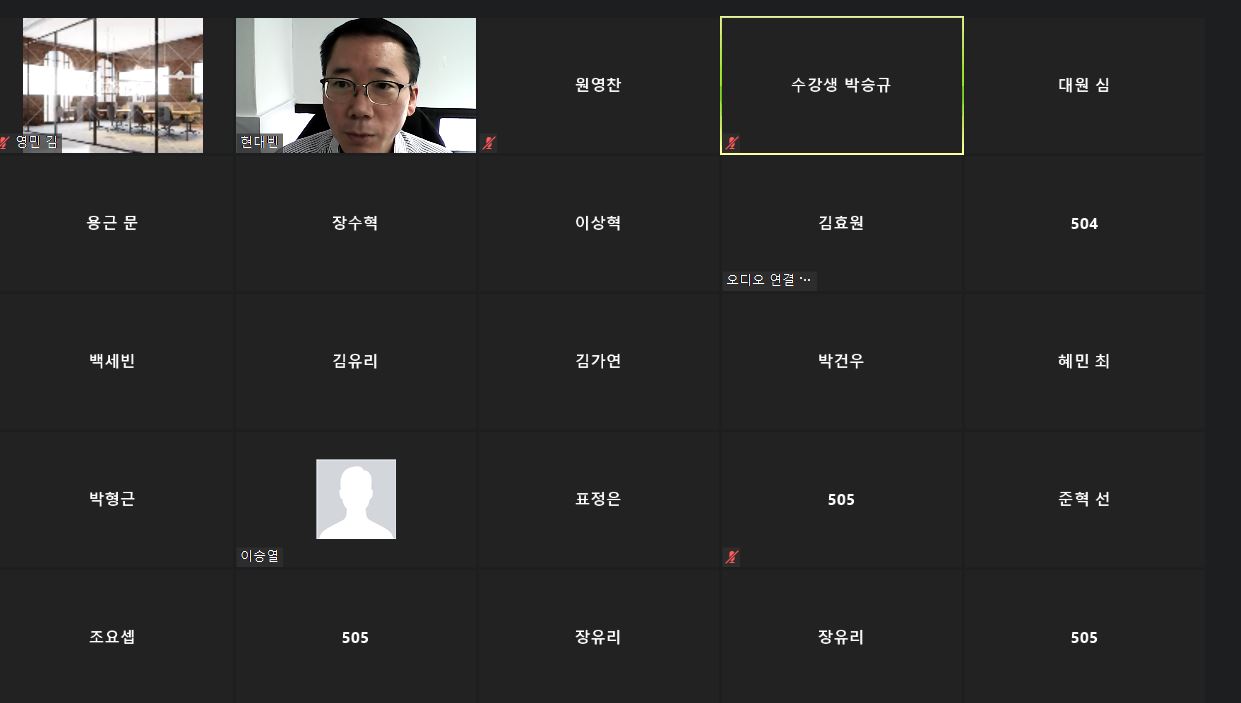 영민 김
현대빈
원영찬
수강생 박승규
대원 심
용근 문
장수혁
이상혁
김효원
오디오 연결 ···
504
백세빈
김유리
김가연
박건우
혜민 최
박형근
이승열
표정은
505
준혁 선
조요셉
505
장유리
장유리
505